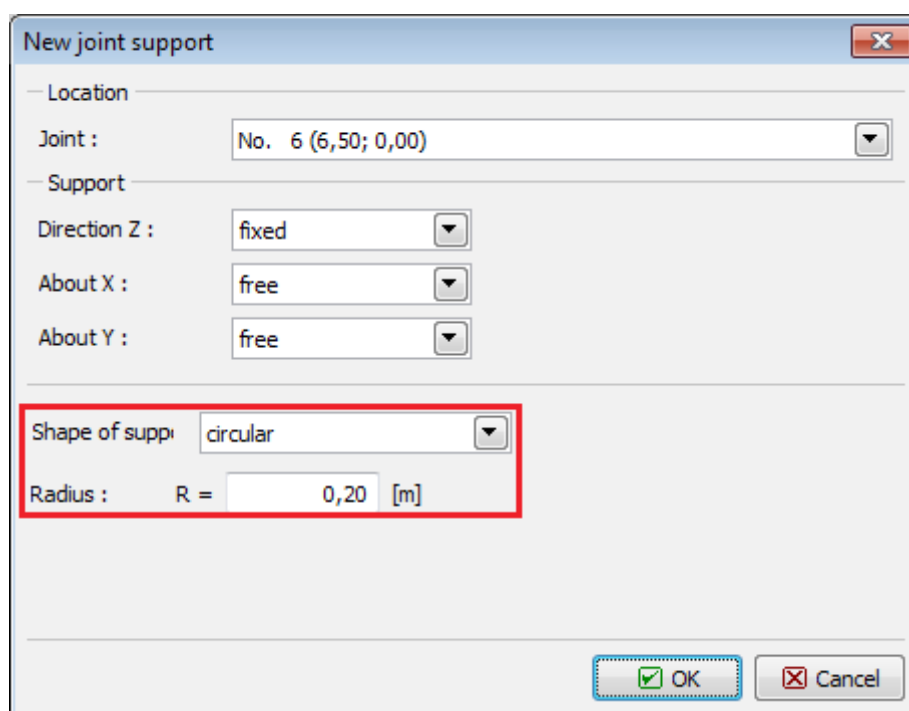 New joint support
Location
Joint : No. 6 (6,50; 0,00)
Support
Direction Z : fixed
About X : free
About Y : free
Shape of suppo circular
Radius : R = 0,20 [m]
OK Cancel